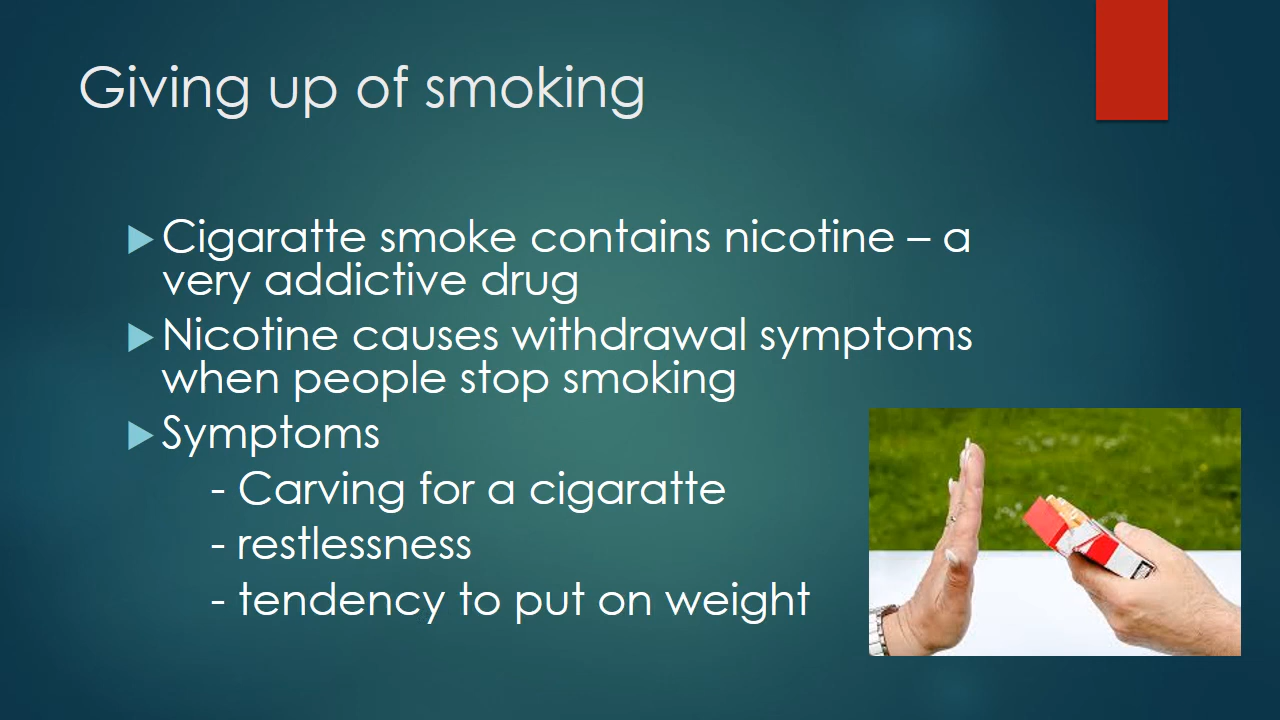 Giving up of smoking
Cigaratte smoke contains nicotine – a
very addictive drug
Nicotine causes withdrawal symptoms
when people stop smoking
Symptoms
- Carving for a cigaratte
- restlessness
- tendency to put on weight